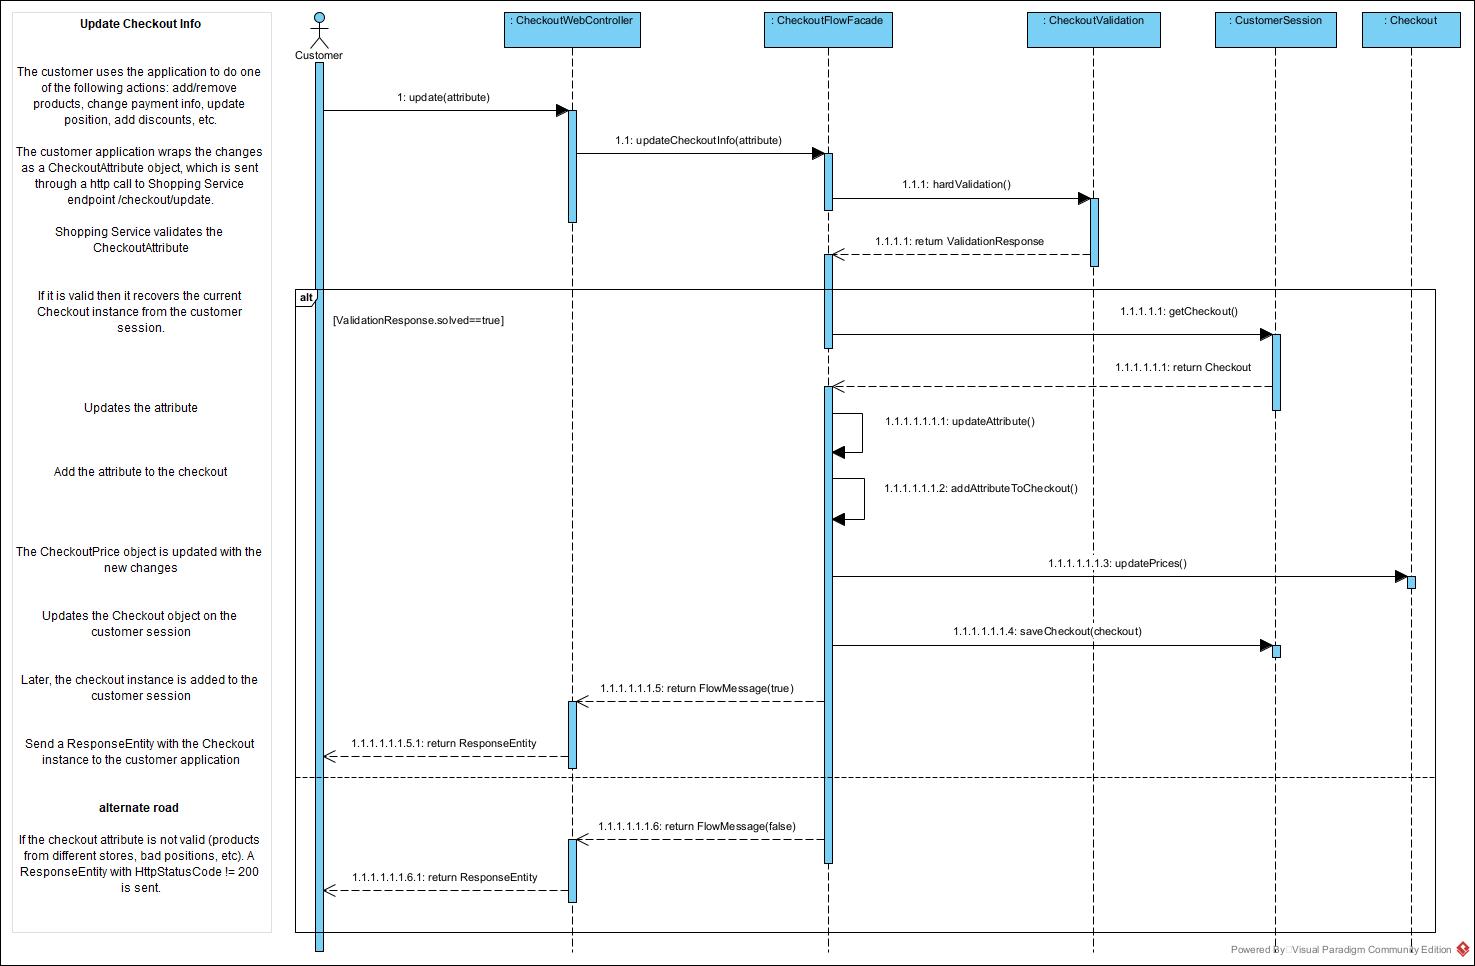 Update Checkout Info
The customer uses the application to do one
of the following actions: add/remove
products, change payment info, update
position, add discounts, etc.
The customer application wraps the changes
as a CheckoutAttribute object, which is sent
through a http call to Shopping Service
endpoint /checkout/update.
Shopping Service validates the
CheckoutAttribute
If it is valid then it recovers the current
Checkout instance from the customer
session.
Updates the attribute
Add the attribute to the checkout
The CheckoutPrice object is updated with the
new changes
Updates the Checkout object on the
customer session
Later, the checkout instance is added to the
customer session
Send a ResponseEntity with the Checkout
instance to the customer application
alternate road
If the checkout attribute is not valid (products
from different stores, bad positions, etc). A
ResponseEntity with HttpStatusCode != 200
is sent.
Customer
: CheckoutWebController
: CheckoutFlowFacade
: CheckoutValidation
: CustomerSession
: Checkout
1: update(attribute)
1.1: updateCheckoutInfo(attribute)
1.1.1: hardValidation()
1.1.1.1: return ValidationResponse
alt
[ValidationResponse.solved==true]
1.1.1.1.1: getCheckout()
1.1.1.1.1.1: return Checkout
1.1.1.1.1.1.1: updateAttribute()
1.1.1.1.1.1.2: addAttributeToCheckout()
1.1.1.1.1.1.3: updatePrices()
1.1.1.1.1.1.4: saveCheckout(checkout)
1.1.1.1.1.1.5: return FlowMessage(true)
1.1.1.1.1.1.5.1: return ResponseEntity
1.1.1.1.1.1.6: return FlowMessage(false)
1.1.1.1.1.1.6.1: return ResponseEntity
Powered By Visual Paradigm Community Edition